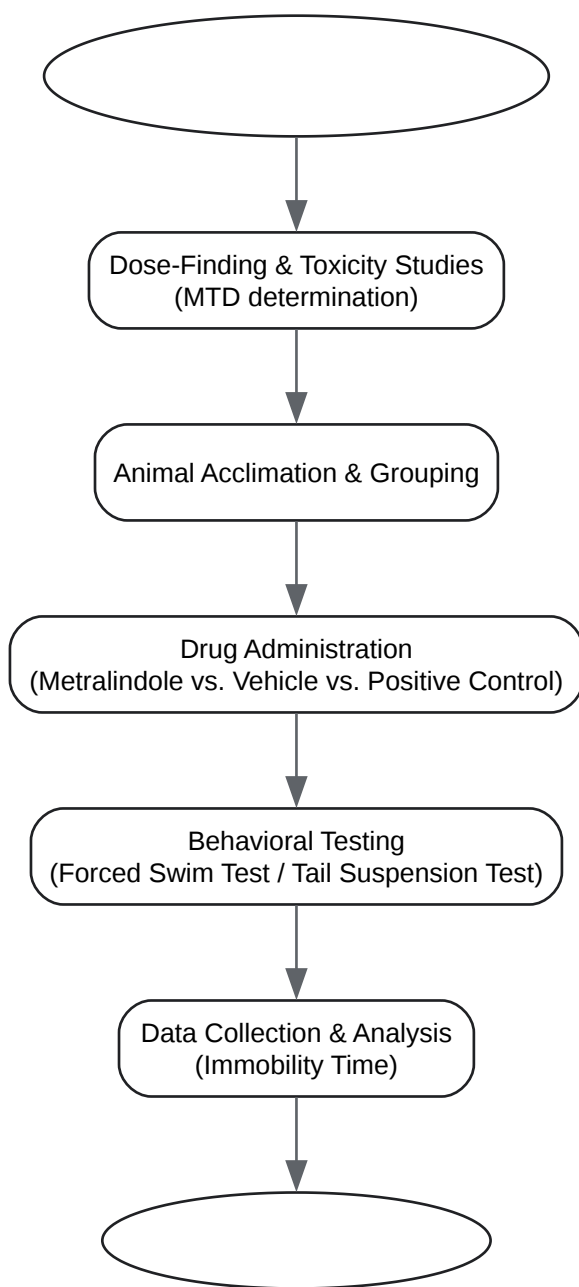 Dose-Finding & Toxicity Studies
(MTD determination)
Animal Acclimation & Grouping
Drug Administration
(Metralindole vs. Vehicle vs. Positive Control)
Behavioral Testing
(Forced Swim Test / Tail Suspension Test)
Data Collection & Analysis
(Immobility Time)